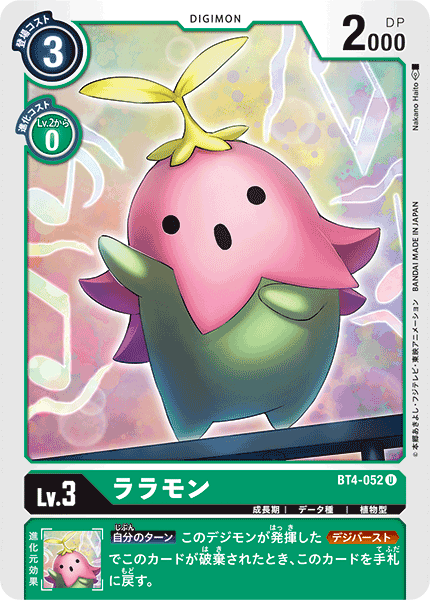 登場コスト
3
DIGIMON
DP
2000
進化コスト
Lv.2から
0
Nakano Haito
©本郷あきよし・フジテレビ・東映アニメーション BANDAI MADE IN JAPAN
Lv.3
ララモン
BT4-052 U
成長期 | データ種 | 植物型
進化元効果
自分のターン このデジモンが発揮した デジバースト
でこのカードが破棄されたとき、このカードを手札
に戻す。